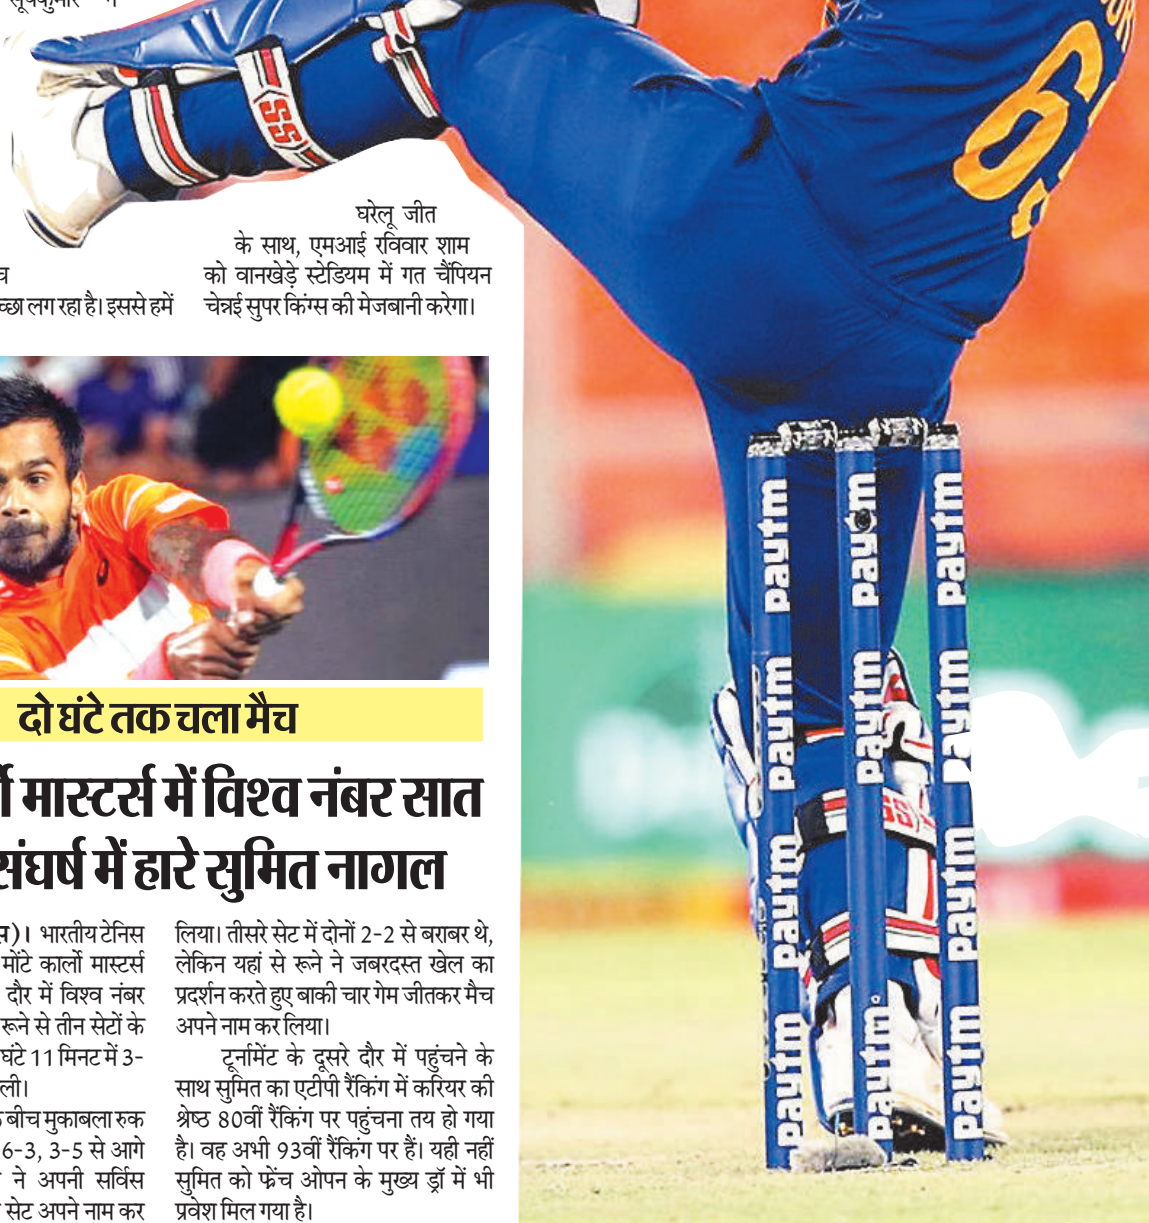 घरेलू जीत
के साथ, एमआई रविवार शाम
को वानखेड़े स्टेडियम में गत चैंपियन
चेन्नई सुपर किंग्स की मेजबानी करेगा।
लग रहा है। इससे हमें
दो घंटे तक चला मैच
मास्टर्स में विश्व नंबर सात
संघर्ष में हारे सुमित नागल
भारतीय टेनिस
मोंटे कार्लो मास्टर्स
दौर में विश्व नंबर
रूने से तीन सेटों के
घंटे 11 मिनट में 3-
ली।
बीच मुकाबला रुक
6-3, 3-5 से आगे
ने अपनी सर्विस
सेट अपने नाम कर
लिया। तीसरे सेट में दोनों 2-2 से बराबर थे,
लेकिन यहां से रूने ने जबरदस्त खेल का
प्रदर्शन करते हुए बाकी चार गेम जीतकर मैच
अपने नाम कर लिया।
टूर्नामेंट के दूसरे दौर में पहुंचने के
साथ सुमित का एटीपी रैंकिंग में करियर की
श्रेष्ठ 80वीं रैंकिंग पर पहुंचना तय हो गया
है। वह अभी 93वीं रैंकिंग पर हैं। यही नहीं
सुमित को फ्रेंच ओपन के मुख्य ड्रॉ में भी
प्रवेश मिल गया है।
SS
SS
paytm
paytm
paytm
paytm
paytm
paytm
paytm
paytm
paytm
paytm
paytm